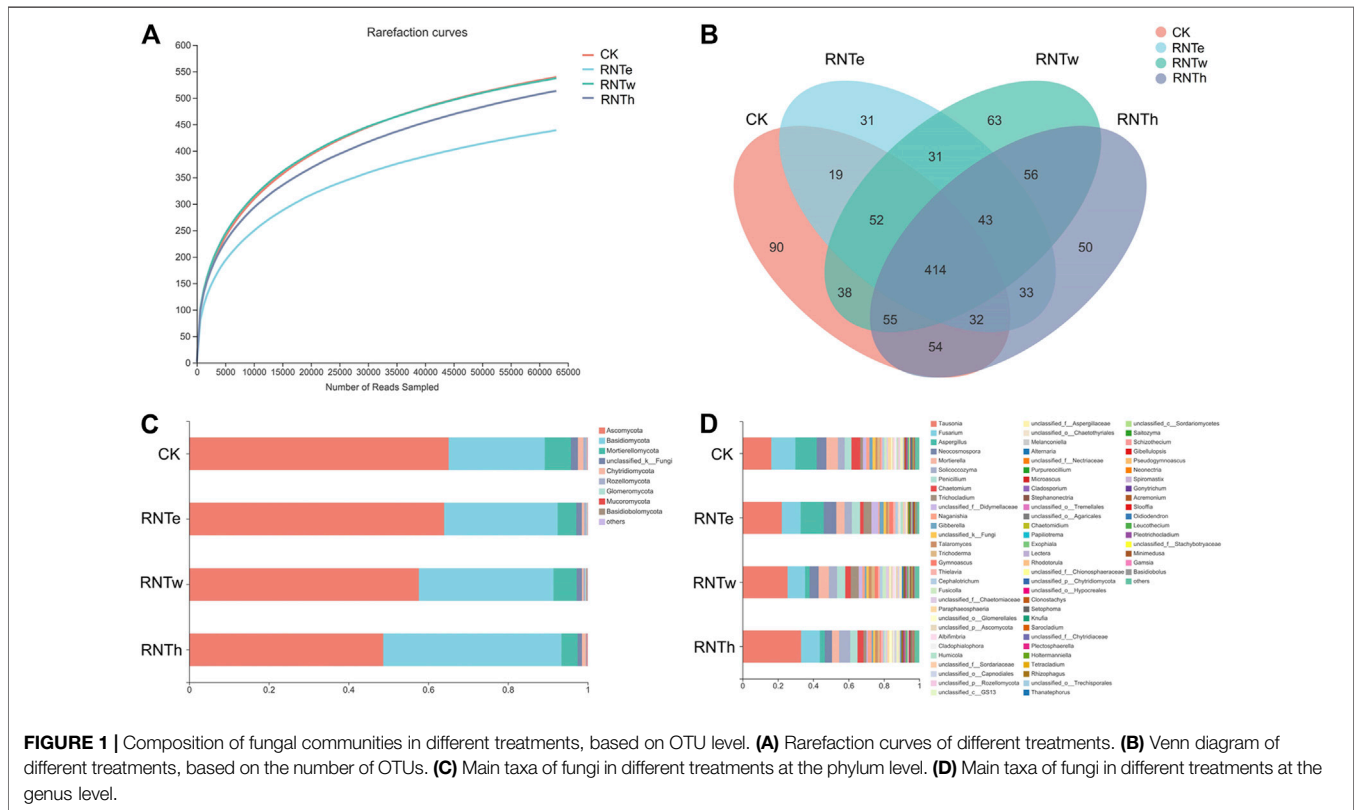 A
Rarefaction curves
600
550
500
450
400
350
300
250
200
150
100
50
0
0 5000 10000 15000 20000 25000 30000 35000 40000 45000 50000 55000 60000 65000
Number of Reads Sampled
CK
RNTe
RNTw
RNTh
B
CK
RNTe
RNTw
RNTh
RNTe
RNTw
CK
RNTh
31
63
31
19
56
52
43
90
50
414
38
33
55
32
54
C
CK
RNTe
RNTw
RNTh
0 0.2 0.4 0.6 0.8 1
Ascomycota
Basidiomycota
Mortierellomycota
unclassified_k__Fungi
Chytridiomycota
Rozellomycota
Glomeromycota
Mucoromycota
Basidiobolomycota
others
D
CK
RNTe
RNTw
RNTh
0 0.2 0.4 0.6 0.8 1
Tausonia
Fusarium
Aspergillus
Neocosmospora
Mortierella
Solicoccozyma
Penicillium
Chaetomium
Trichocladium
unclassified_f__Didymellaceae
Naganishia
Gibberella
unclassified_k__Fungi
Talaromyces
Trichoderma
Gymnoascus
Thielavia
Cephalotrichum
Fusicolla
unclassified_f__Chaetomiaceae
Paraphaeosphaeria
unclassified_o__Glomerellales
unclassified_p__Ascomycota
Albifimbria
Cladophialophora
Humicola
unclassified_f__Sordariaceae
unclassified_o__Capnodiales
unclassified_p__Rozellomycota
unclassified_c__GS13
unclassified_f__Aspergillaceae
unclassified_o__Chaetothyriales
Melanconiella
Alternaria
unclassified_f__Nectriaceae
Purpureocillium
Microascus
Cladosporium
Stephanonectria
unclassified_o__Tremellales
unclassified_o__Agaricales
Chaetomidium
Papiliotrema
Exophiala
Lectera
Rhodotorula
unclassified_f__Chionosphaeraceae
unclassified_p__Chytridiomycota
unclassified_o__Hypocreales
Clonostachys
Setophoma
Knufia
Sarocladium
unclassified_f__Chytridiaceae
Plectosphaerella
Holtermanniella
Tetracladium
Rhizophagus
unclassified_o__Trechisporales
Thanatephorus
unclassified_c__Sordariomycetes
Saitozyma
Schizothecium
Gibellulopsis
Pseudogymnoascus
Neonectria
Spiromastix
Gonytrichum
Acremonium
Slooffia
Oidiodendron
Leucothecium
Pleotrichocladium
unclassified_f__Stachybotryaceae
Minimedusa
Gamsia
Basidiobolus
others
FIGURE 1 | Composition of fungal communities in different treatments, based on OTU level. (A) Rarefaction curves of different treatments. (B) Venn diagram of
different treatments, based on the number of OTUs. (C) Main taxa of fungi in different treatments at the phylum level. (D) Main taxa of fungi in different treatments at the
genus level.